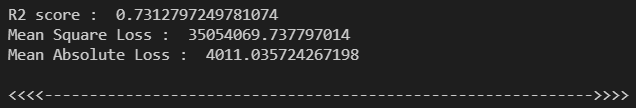 R2 score :  0.7312797249781074
Mean Square Loss :  35054069.737797014
Mean Absolute Loss :  4011.035724267198
<<<<------------------------------------------------------------->>>>